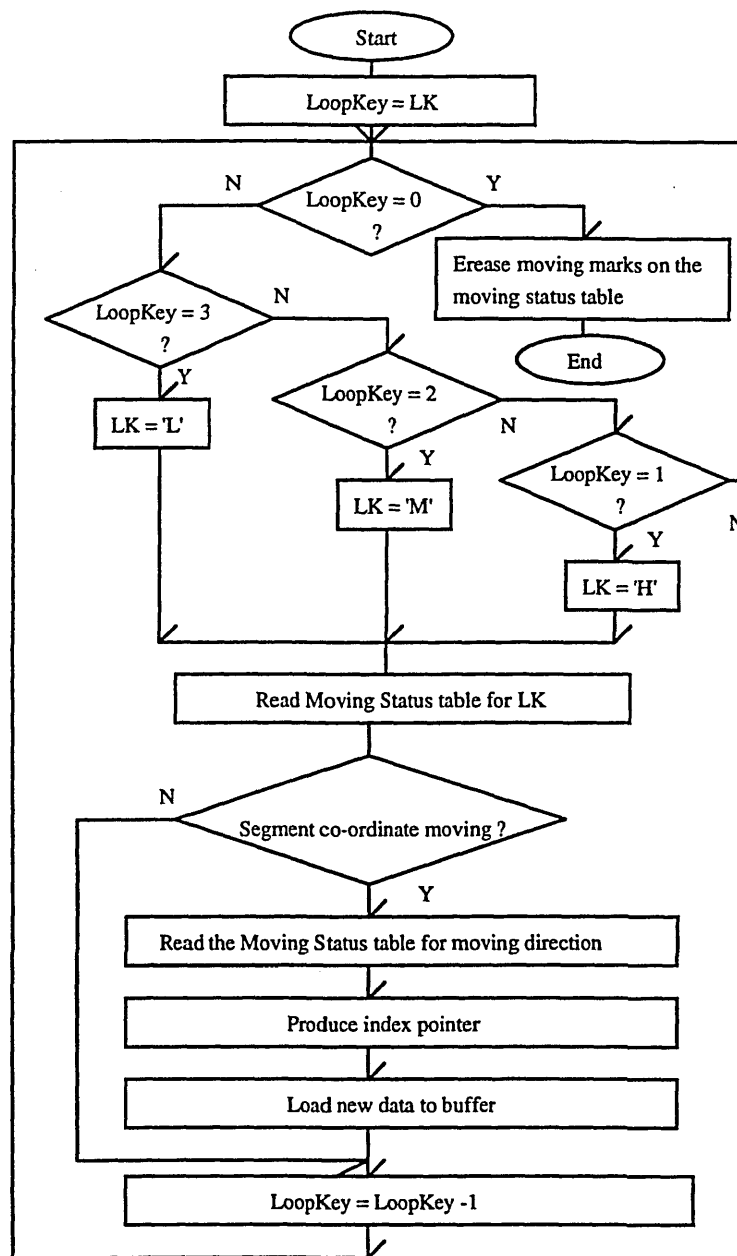 Start
LoopKey = LK
N
Y
LoopKey = 0
?
Erease moving marks on the
moving status table
End
LoopKey = 3
?
N
Y
LK = 'L'
LoopKey = 2
?
N
Y
LK = 'M'
LoopKey = 1
?
N
Y
LK = 'H'
Read Moving Status table for LK
N
Segment co-ordinate moving ?
Y
Read the Moving Status table for moving direction
Produce index pointer
Load new data to buffer
LoopKey = LoopKey -1